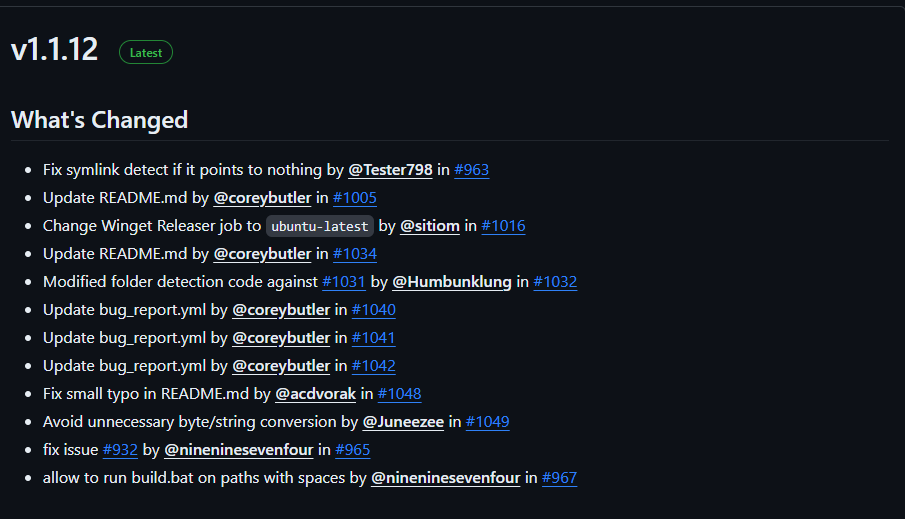 v1.1.12 Latest
What's Changed
Fix symlink detect if it points to nothing by @Tester798 in #963
Update README.md by @coreybutler in #1005
Change Winget Releaser job to ubuntu-latest by @sitiom in #1016
Update README.md by @coreybutler in #1034
Modified folder detection code against #1031 by @Humbunklung in #1032
Update bug_report.yml by @coreybutler in #1040
Update bug_report.yml by @coreybutler in #1041
Update bug_report.yml by @coreybutler in #1042
Fix small typo in README.md by @acdvorak in #1048
Avoid unnecessary byte/string conversion by @Juneezee in #1049
fix issue #932 by @nineninesevenfour in #965
allow to run build.bat on paths with spaces by @nineninesevenfour in #967